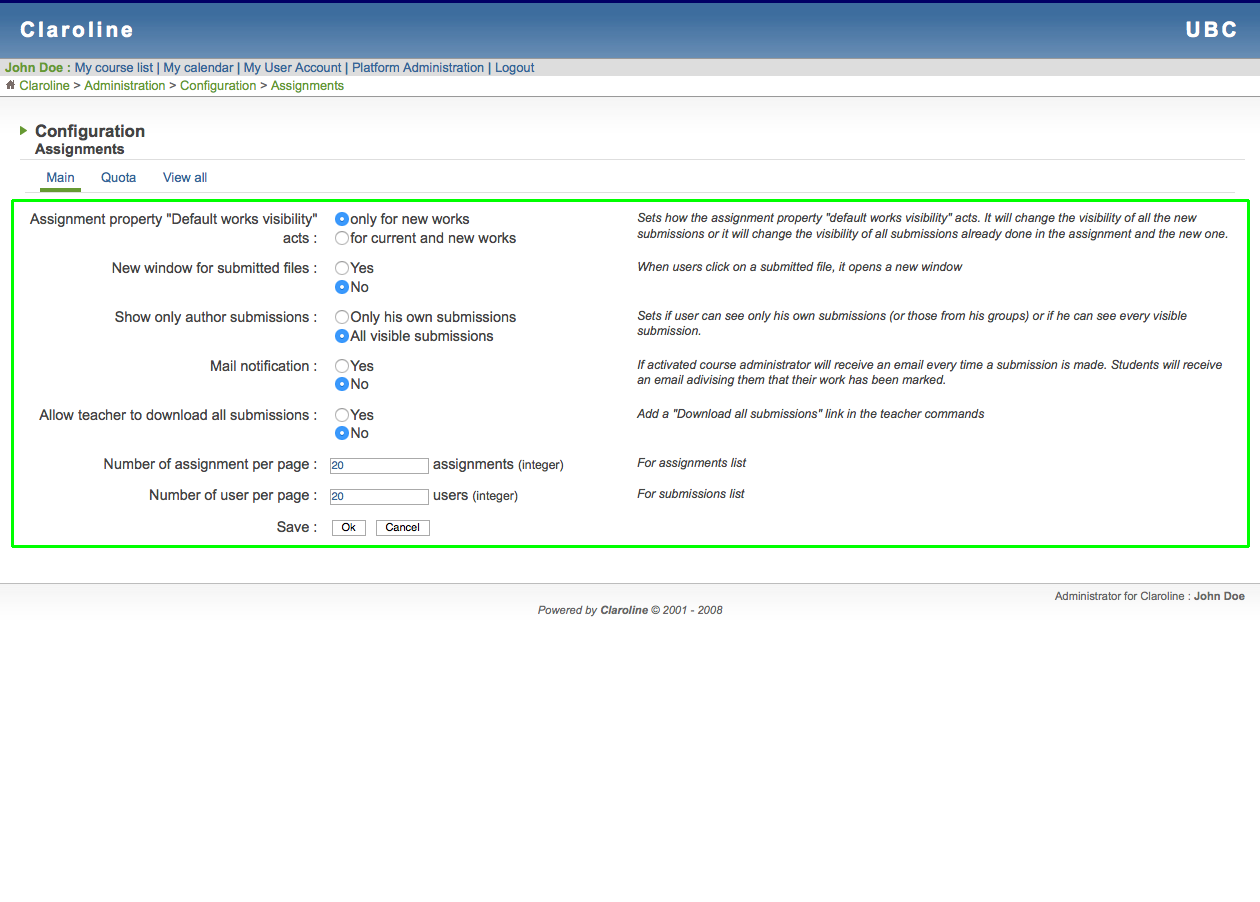 Claroline UBC
John Doe : My course list | My calendar | My User Account | Platform Administration | Logout
Claroline > Administration > Configuration > Assignments
Configuration
Assignments
Main Quota View all
Assignment property "Default works visibility" only for new works Sets how the assignment property "default works visibility" acts. It will change the visibility of all the new
acts : for current and new works submissions or it will change the visibility of all submissions already done in the assignment and the new one.
New window for submitted files : Yes When users click on a submitted file, it opens a new window
No
Show only author submissions : Only his own submissions Sets if user can see only his own submissions (or those from his groups) or if he can see every visible
All visible submissions submission.
Mail notification : Yes If activated course administrator will receive an email every time a submission is made. Students will receive
No an email adivising them that their work has been marked.
Allow teacher to download all submissions : Yes Add a "Download all submissions" link in the teacher commands
No
Number of assignment per page : 20 assignments (integer) For assignments list
Number of user per page : 20 users (integer) For submissions list
Save : Ok Cancel
Administrator for Claroline : John Doe
Powered by Claroline © 2001 - 2008